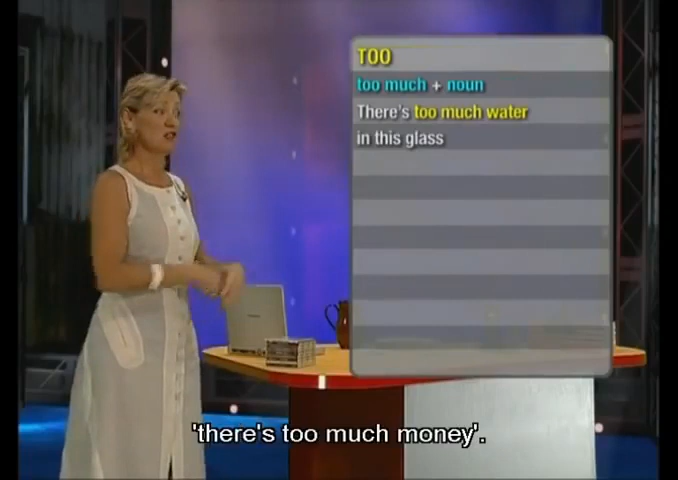 TOO
too much + noun
There's too much water
in this glass
'there's too much money'.